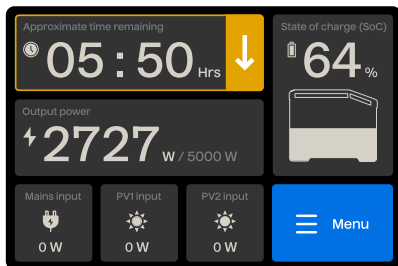 Approximate time remaining
05 : 50 Hrs
State of charge (SoC)
64 %
Output power
2727 W / 5000 W
Mains input
0 W
PV1 input
0 W
PV2 input
0 W
Menu